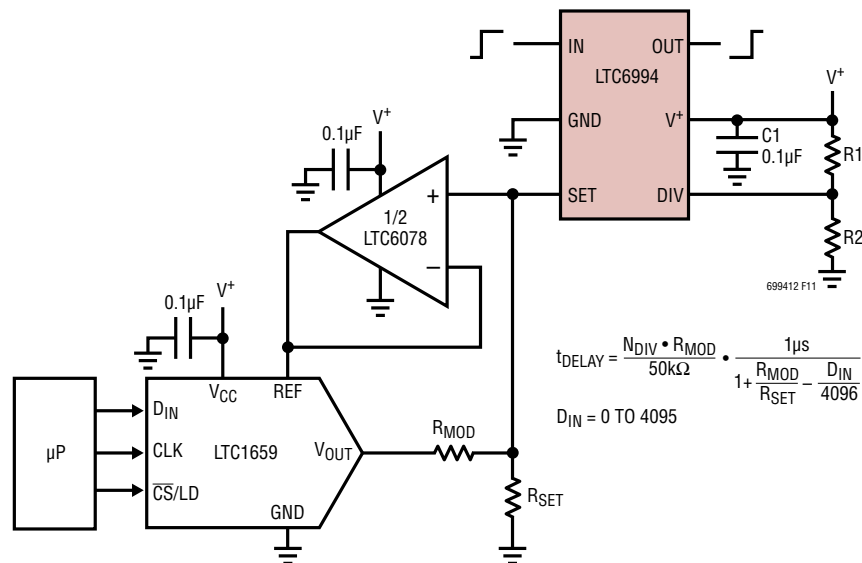 IN
OUT
LTC6994
GND
V+
SET
DIV
V+
C1
0.1µF
R1
R2
699412 F11
V+
0.1µF
+
1/2
LTC6078
–
V+
0.1µF
VCC
REF
µP
DIN
CLK
CS/LD
LTC1659
VOUT
GND
RMOD
RSET
tDELAY = NDIV • RMOD / 50kΩ • 1µs / 1 + RMOD / RSET – DIN / 4096
DIN = 0 TO 4095